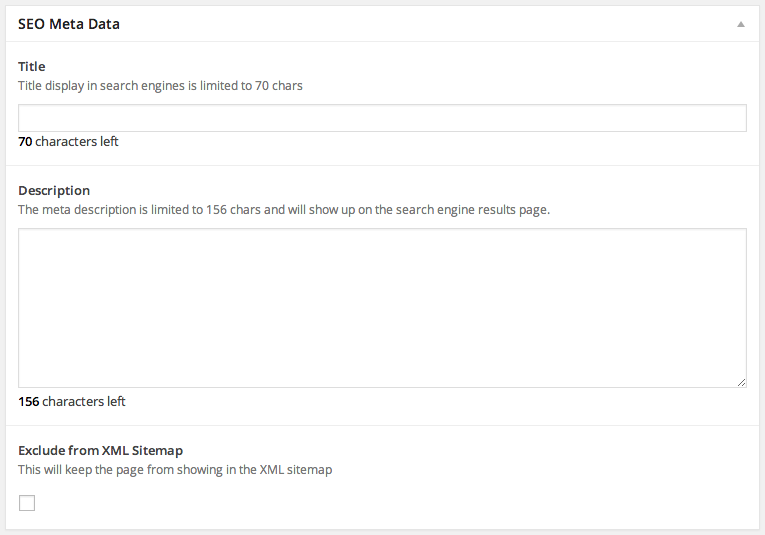 SEO Meta Data
Title
Title display in search engines is limited to 70 chars
70 characters left
Description
The meta description is limited to 156 chars and will show up on the search engine results page.
156 characters left
Exclude from XML Sitemap
This will keep the page from showing in the XML sitemap